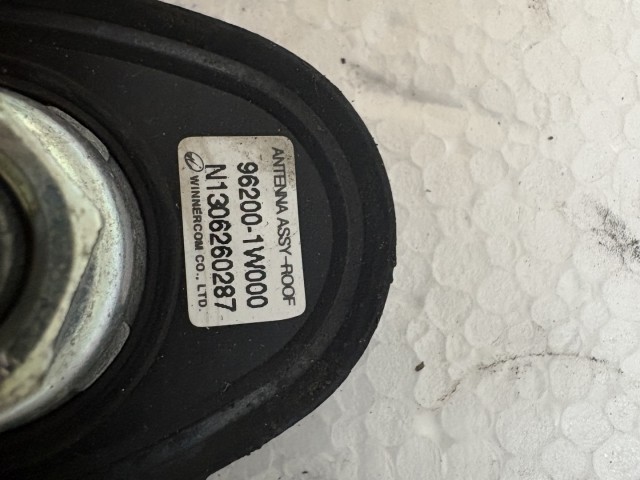 ANTENNA ASSY-ROOF
96200-1W000
N1306260287
WINNERCOM CO., LTD.